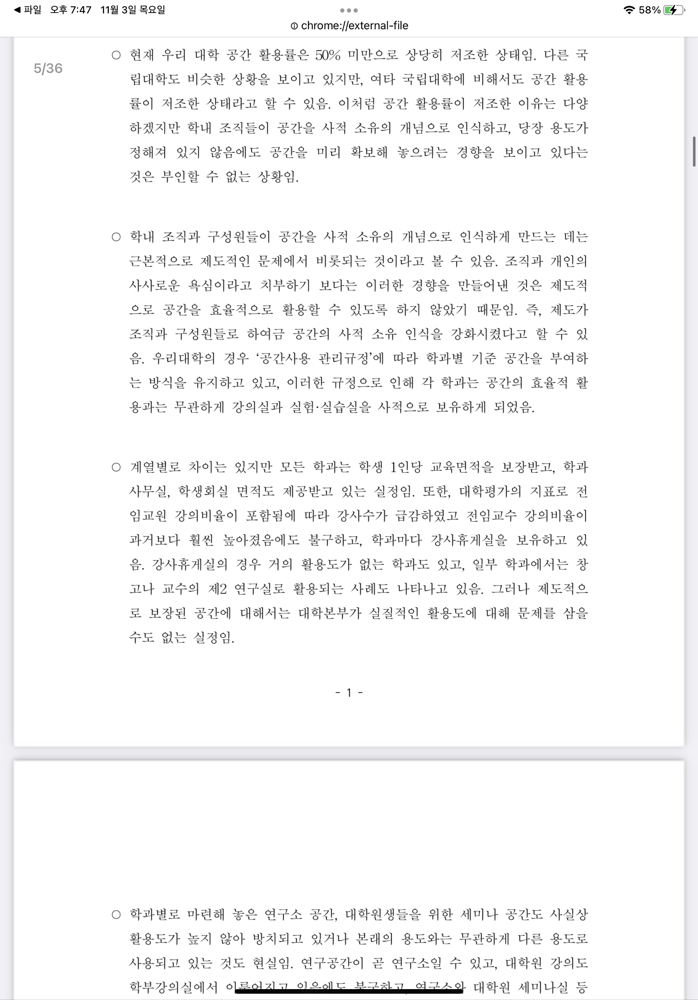 ◀ 파일 오후 7:47 11월 3일 목요일
58%
chrome://external-file
5/36
○ 현재 우리 대학 공간 활용률은 50% 미만으로 상당히 저조한 상태임. 다른 국
립대학도 비슷한 상황을 보이고 있지만, 여타 국립대학에 비해서도 공간 활용
률이 저조한 상태라고 할 수 있음. 이처럼 공간 활용률이 저조한 이유는 다양
하겠지만 학내 조직들이 공간을 사적 소유의 개념으로 인식하고, 당장 용도가
정해져 있지 않음에도 공간을 미리 확보해 놓으려는 경향을 보이고 있다는
것은 부인할 수 없는 상황임.
○ 학내 조직과 구성원들이 공간을 사적 소유의 개념으로 인식하게 만드는 데는
근본적으로 제도적인 문제에서 비롯되는 것이라고 볼 수 있음. 조직과 개인의
사사로운 욕심이라고 치부하기 보다는 이러한 경향을 만들어낸 것은 제도적
으로 공간을 효율적으로 활용할 수 있도록 하지 않았기 때문임. 즉, 제도가
조직과 구성원들로 하여금 공간의 사적 소유 인식을 강화시켰다고 할 수 있
음. 우리대학의 경우 ‘공간사용 관리규정’에 따라 학과별 기준 공간을 부여하
는 방식을 유지하고 있고, 이러한 규정으로 인해 각 학과는 공간의 효율적 활
용과는 무관하게 강의실과 실험·실습실을 사적으로 보유하게 되었음.
○ 계열별로 차이는 있지만 모든 학과는 학생 1인당 교육면적을 보장받고, 학과
사무실, 학생회실 면적도 제공받고 있는 실정임. 또한, 대학평가의 지표로 전
임교원 강의비율이 포함됨에 따라 강사수가 급감하였고 전임교수 강의비율이
과거보다 훨씬 높아졌음에도 불구하고, 학과마다 강사휴게실을 보유하고 있
음. 강사휴게실의 경우 거의 활용도가 없는 학과도 있고, 일부 학과에서는 창
고나 교수의 제2 연구실로 활용되는 사례도 나타나고 있음. 그러나 제도적으
로 보장된 공간에 대해서는 대학본부가 실질적인 활용도에 대해 문제를 삼을
수도 없는 실정임.
- 1 -
○ 학과별로 마련해 놓은 연구소 공간, 대학원생들을 위한 세미나 공간도 사실상
활용도가 높지 않아 방치되고 있거나 본래의 용도와는 무관하게 다른 용도로
사용되고 있는 것도 현실임. 연구공간이 곧 연구소일 수 있고, 대학원 강의도
학부강의실에서 이루어지고 있음에도 불구하고, 연구소와 대학원 세미나실 등